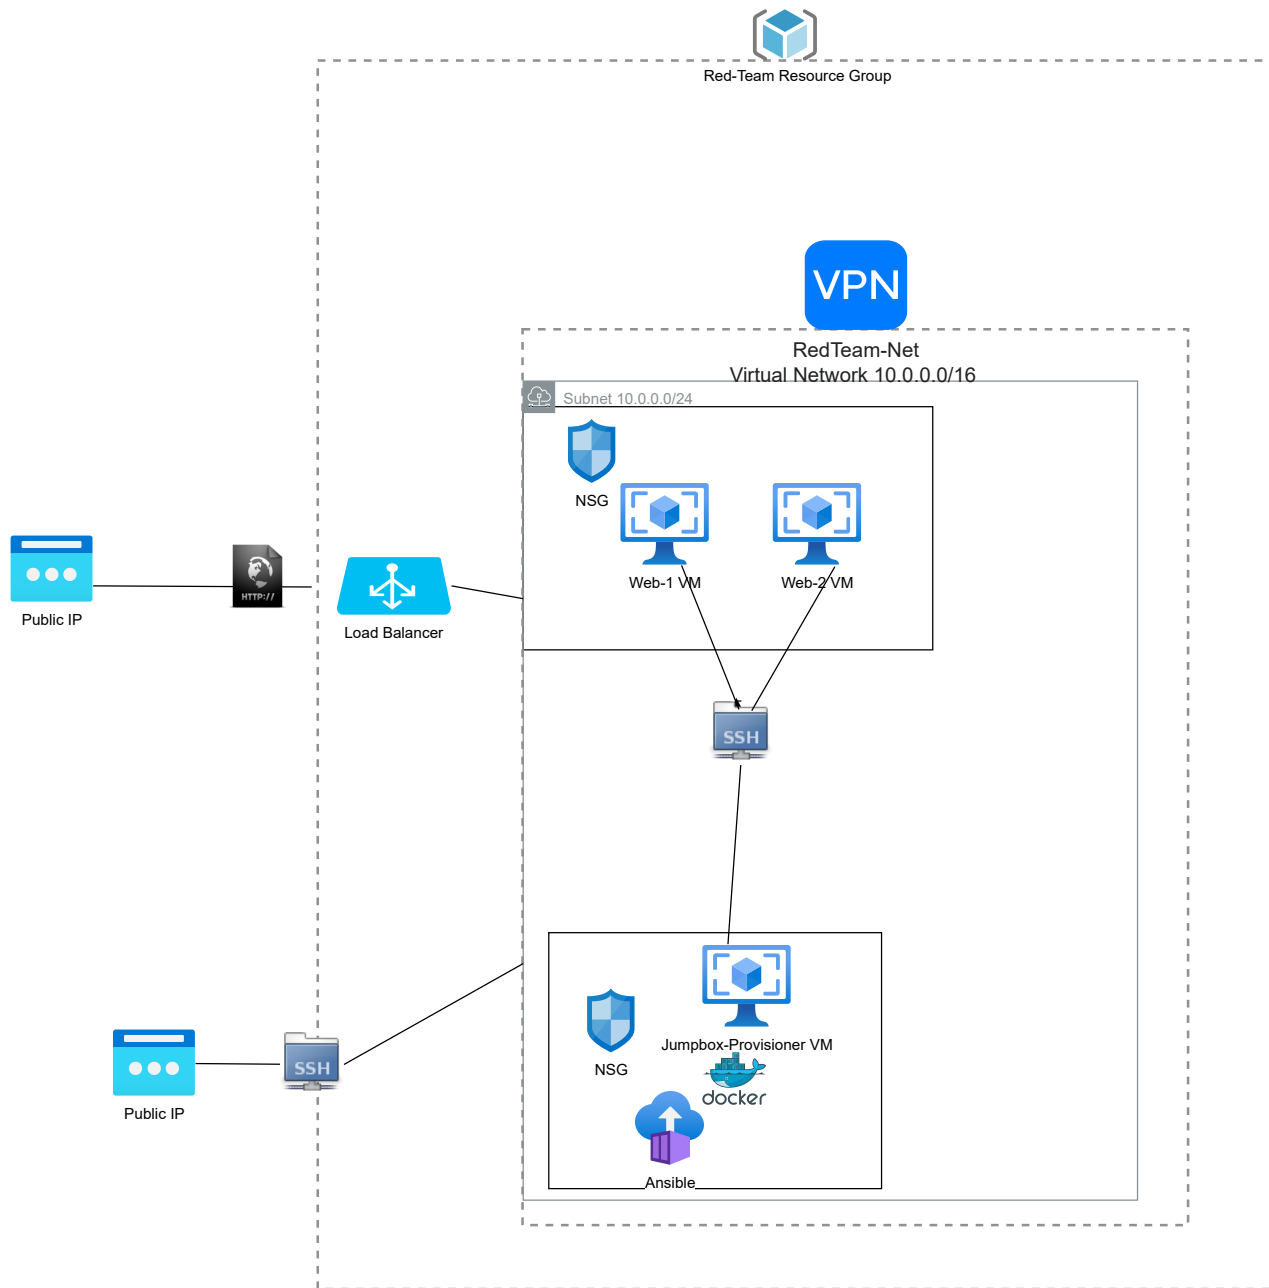 Red-Team Resource Group
VPN
RedTeam-Net
Virtual Network 10.0.0.0/16
Subnet 10.0.0.0/24
NSG
Web-1 VM
Web-2 VM
HTTP://
Public IP
Load Balancer
SSH
Jumpbox-Provisioner VM
NSG
docker
SSH
Public IP
Ansible